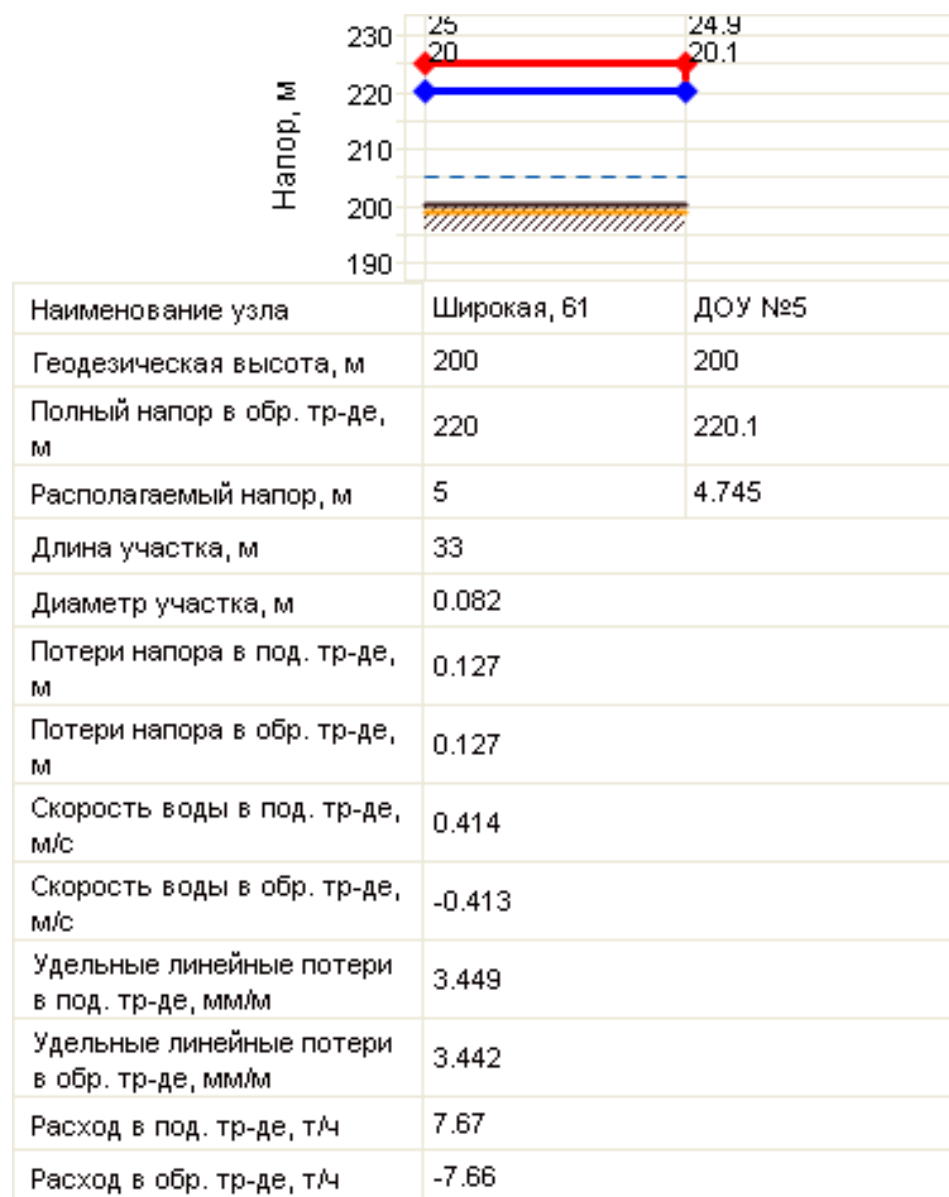 25
24.9
230
20
20.1
220
210
200
190
Напор, м
Наименование узла
Широкая, 61
ДОУ №5
Геодезическая высота, м
200
200
Полный напор в обр. тр-де,
м
220
220.1
Располагаемый напор, м
5
4.745
Длина участка, м
33
Диаметр участка, м
0.082
Потери напора в под. тр-де,
м
0.127
Потери напора в обр. тр-де,
м
0.127
Скорость воды в под. тр-де,
м/с
0.414
Скорость воды в обр. тр-де,
м/с
-0.413
Удельные линейные потери
в под. тр-де, мм/м
3.449
Удельные линейные потери
в обр. тр-де, мм/м
3.442
Расход в под. тр-де, т/ч
7.67
Расход в обр. тр-де, т/ч
-7.66